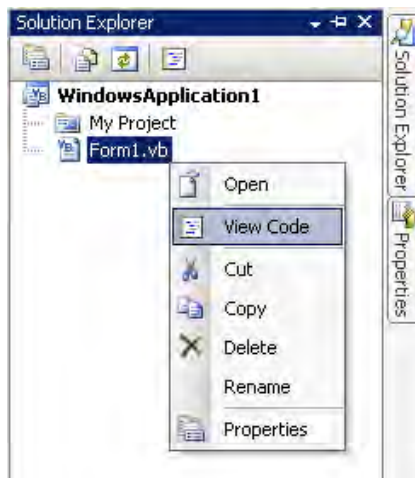 Solution Explorer
WindowsApplication1
My Project
Form1.vb
Open
View Code
Cut
Copy
Delete
Rename
Properties
Solution Explorer
Properties